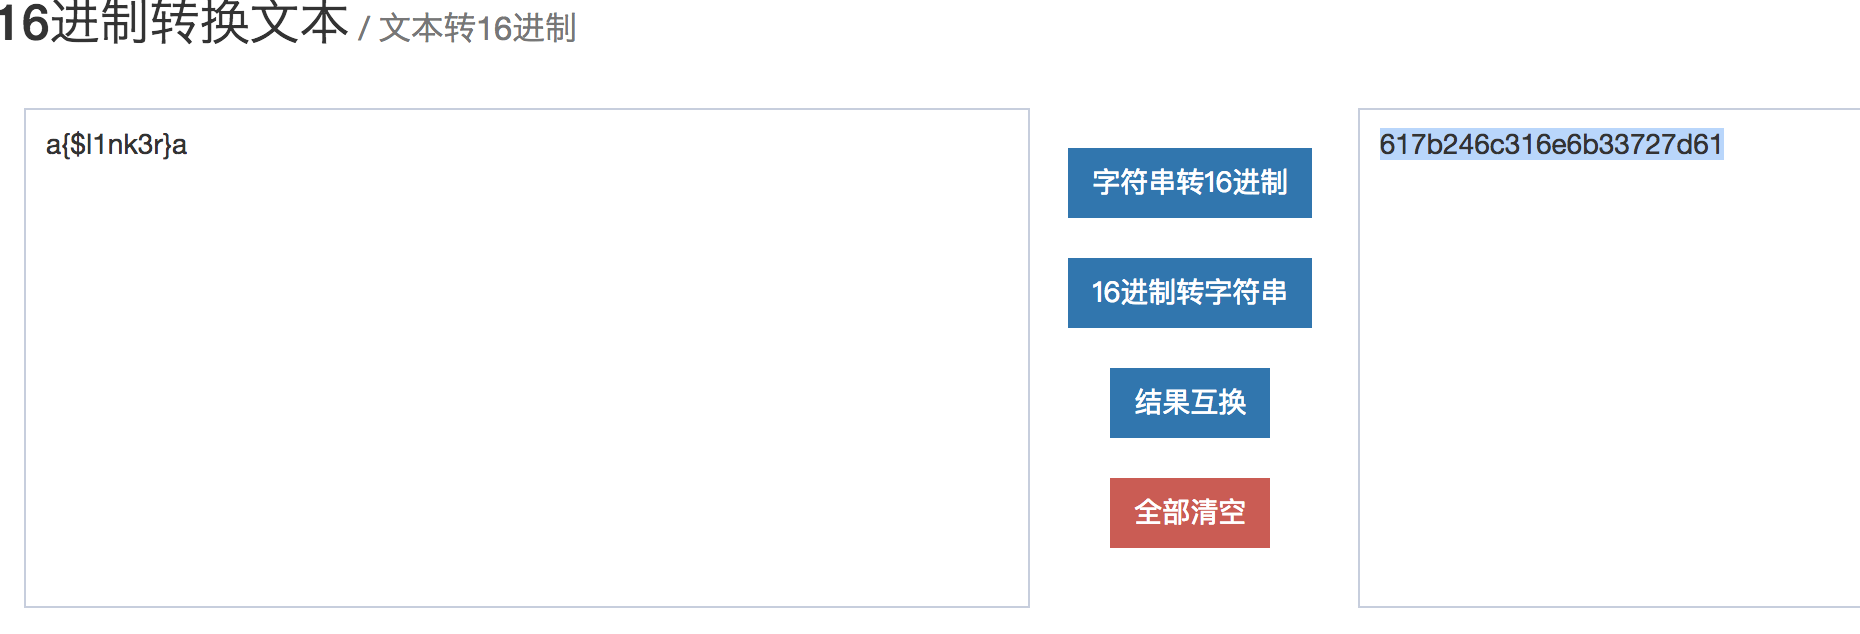 16进制转换文本 / 文本转16进制
a{$l1nk3r}a
617b246c316e6b33727d61
字符串转16进制
16进制转字符串
结果互换
全部清空